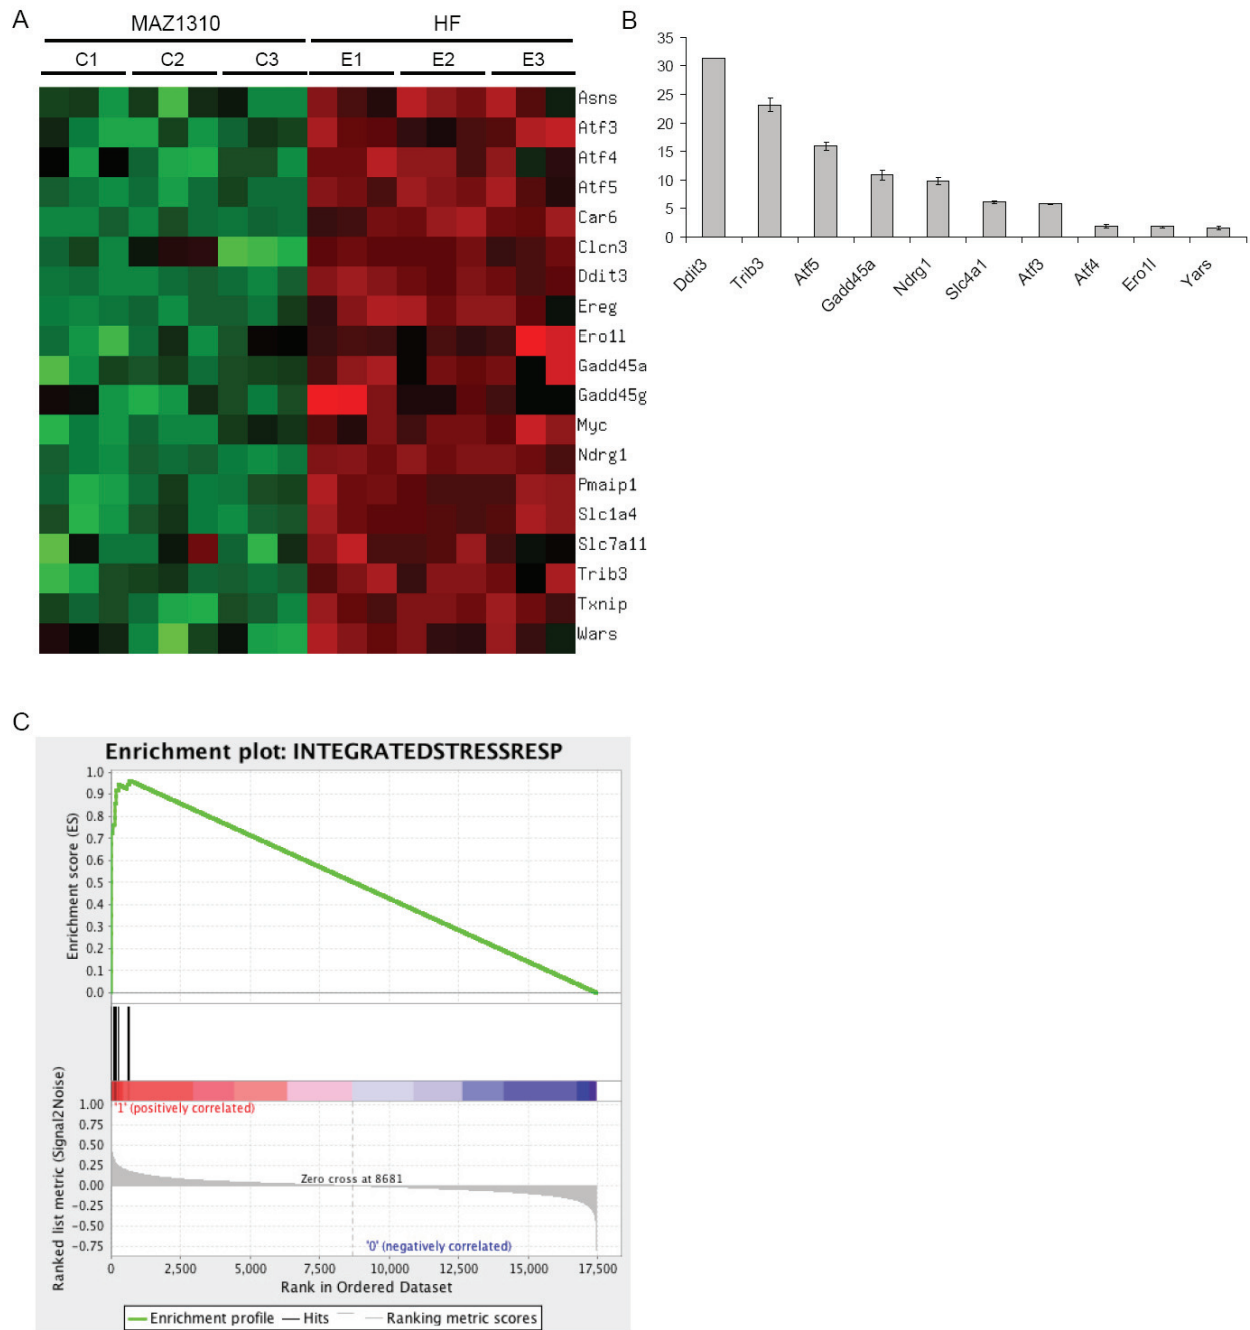 A
MAZ1310 HF
C1 C2 C3 E1 E2 E3
Asns
Atf3
Atf4
Atf5
Car6
Clcn3
Ddit3
Ereg
Ero1l
Gadd45a
Gadd45g
Myc
Ndrg1
Pmaip1
Slc1a4
Slc7a11
Trib3
Txnip
Wars
B
35
30
25
20
15
10
5
0
Ddit3 Trib3 Atf5 Gadd45a Ndrg1 Slc4a1 Atf3 Atf4 Ero1l Yars
C
Enrichment plot: INTEGRATEDSTRESSRESP
Enrichment score (ES)
1.0
0.9
0.8
0.7
0.6
0.5
0.4
0.3
0.2
0.1
0.0
Ranked list metric (Signal2Noise)
1.00
0.75
0.50
0.25
0.00
-0.25
-0.50
-0.75
'1' (positively correlated)
Zero cross at 8681
'0' (negatively correlated)
0 2,500 5,000 7,500 10,000 12,500 15,000 17,500
Rank in Ordered Dataset
Enrichment profile Hits Ranking metric scores